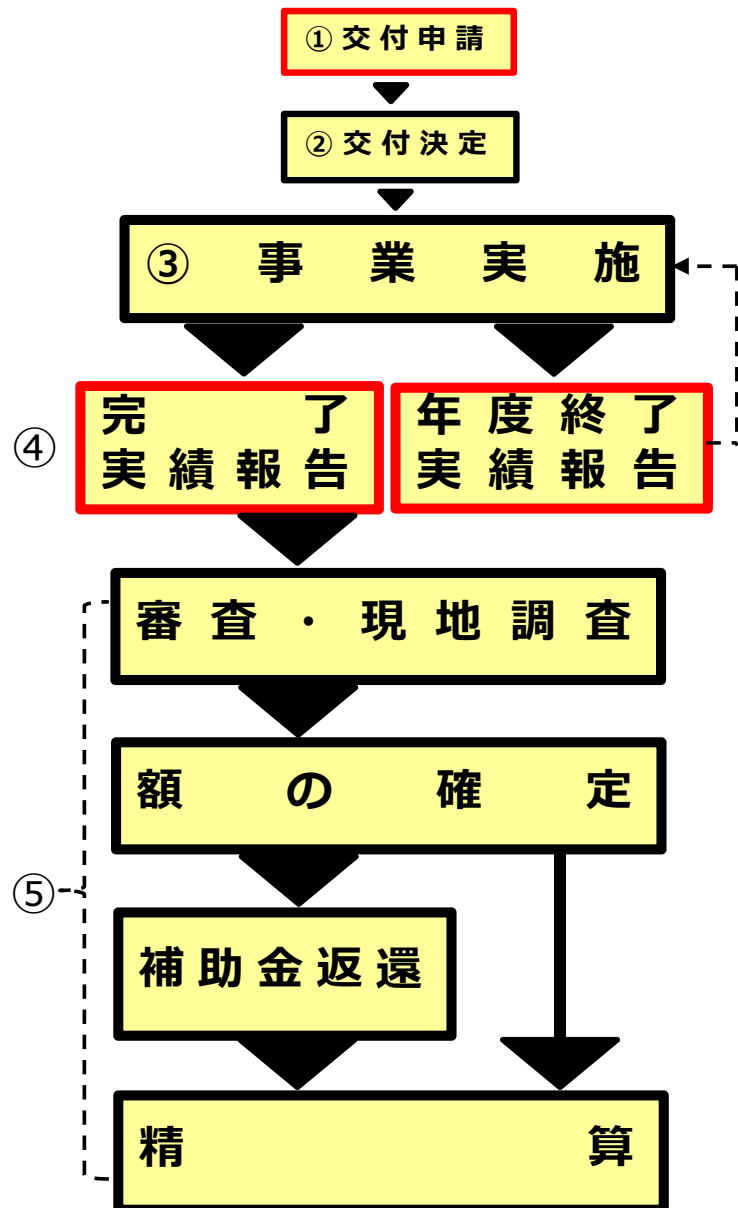 ①交付申請
②交付決定
③事業実施
④
完了
実績報告
年度終了
実績報告
審査・現地調査
額の確定
⑤
補助金返還
精算